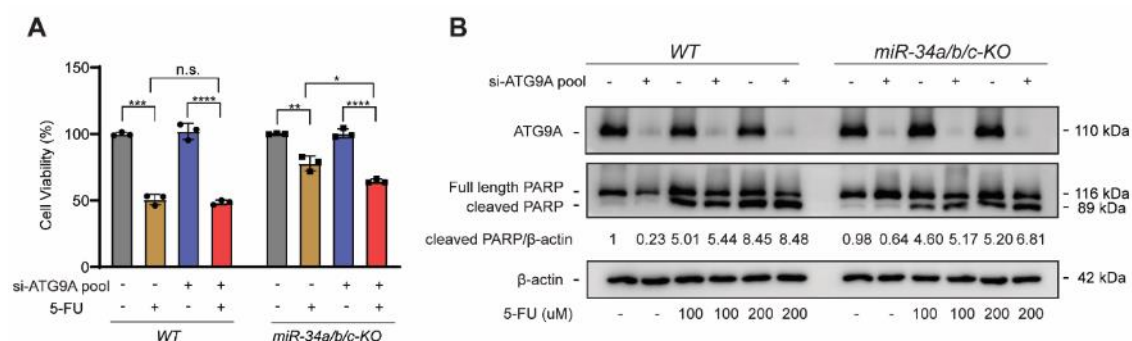 A
Cell Viability (%)
150
100
50
0
n.s.
*
*** **** ** ****
si-ATG9A pool - - + + - - + +
5-FU - + - + - + - +
WT miR-34a/b/c-KO
B
WT miR-34a/b/c-KO
si-ATG9A pool - + - + - + - + - + - +
ATG9A - - 110 kDa
Full length PARP - - 116 kDa
cleaved PARP - - 89 kDa
cleaved PARP/β-actin 1 0.23 5.01 5.44 8.45 8.48 0.98 0.64 4.60 5.17 5.20 6.81
β-actin - - 42 kDa
5-FU (uM) - - 100 100 200 200 - - 100 100 200 200